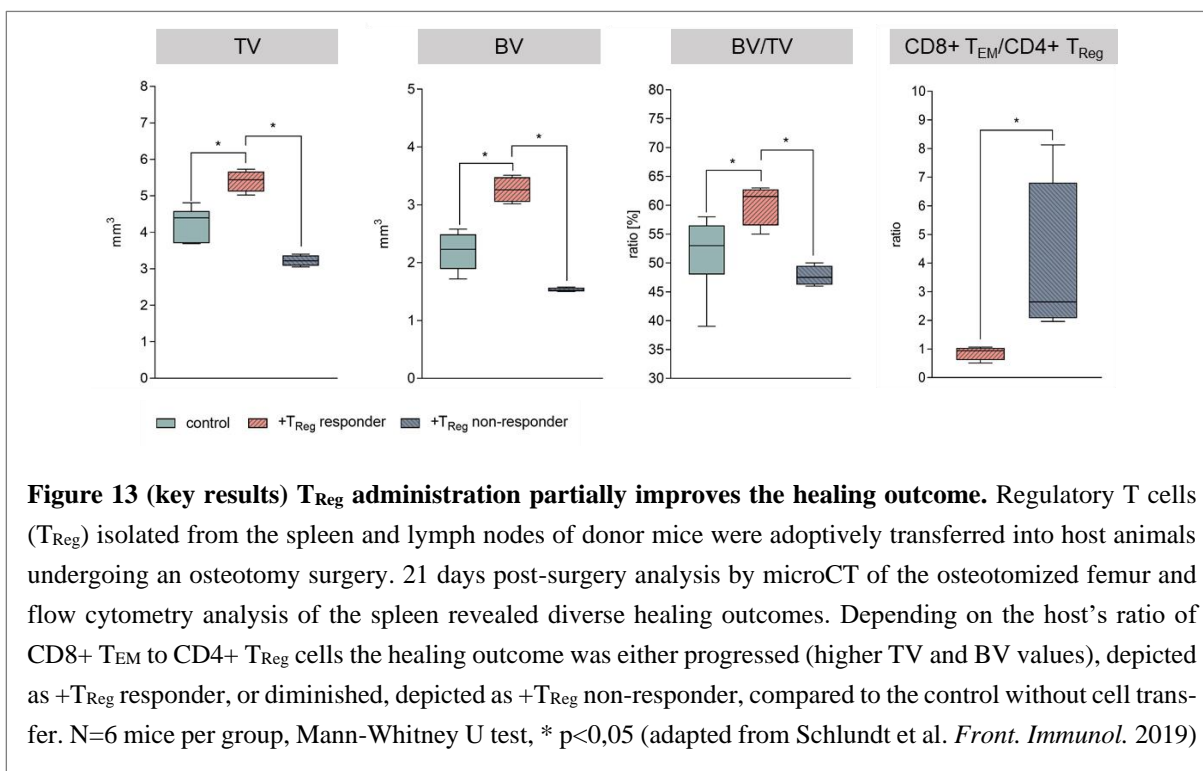 TV
BV
BV/TV
CD8+ TEM/CD4+ TReg
8
7
6
5
4
3
2
1
0
mm3
*
*
5
4
3
2
1
0
mm3
*
*
80
75
70
65
60
55
50
45
40
35
30
ratio [%]
*
*
10
9
8
7
6
5
4
3
2
1
0
ratio
*
control
+TReg responder
+TReg non-responder
Figure 13 (key results) TReg administration partially improves the healing outcome. Regulatory T cells
(TReg) isolated from the spleen and lymph nodes of donor mice were adoptively transferred into host animals
undergoing an osteotomy surgery. 21 days post-surgery analysis by microCT of the osteotomized femur and
flow cytometry analysis of the spleen revealed diverse healing outcomes. Depending on the host's ratio of
CD8+ TEM to CD4+ TReg cells the healing outcome was either progressed (higher TV and BV values), depicted
as +TReg responder, or diminished, depicted as +TReg non-responder, compared to the control without cell trans-
fer. N=6 mice per group, Mann-Whitney U test, * p<0,05 (adapted from Schlundt et al. Front. Immunol. 2019)